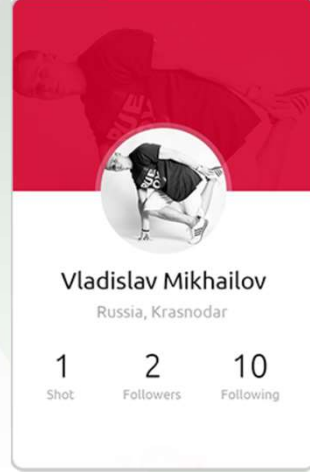 Vladislav Mikhailov
Russia, Krasnodar
1 2 10
Shot Followers Following